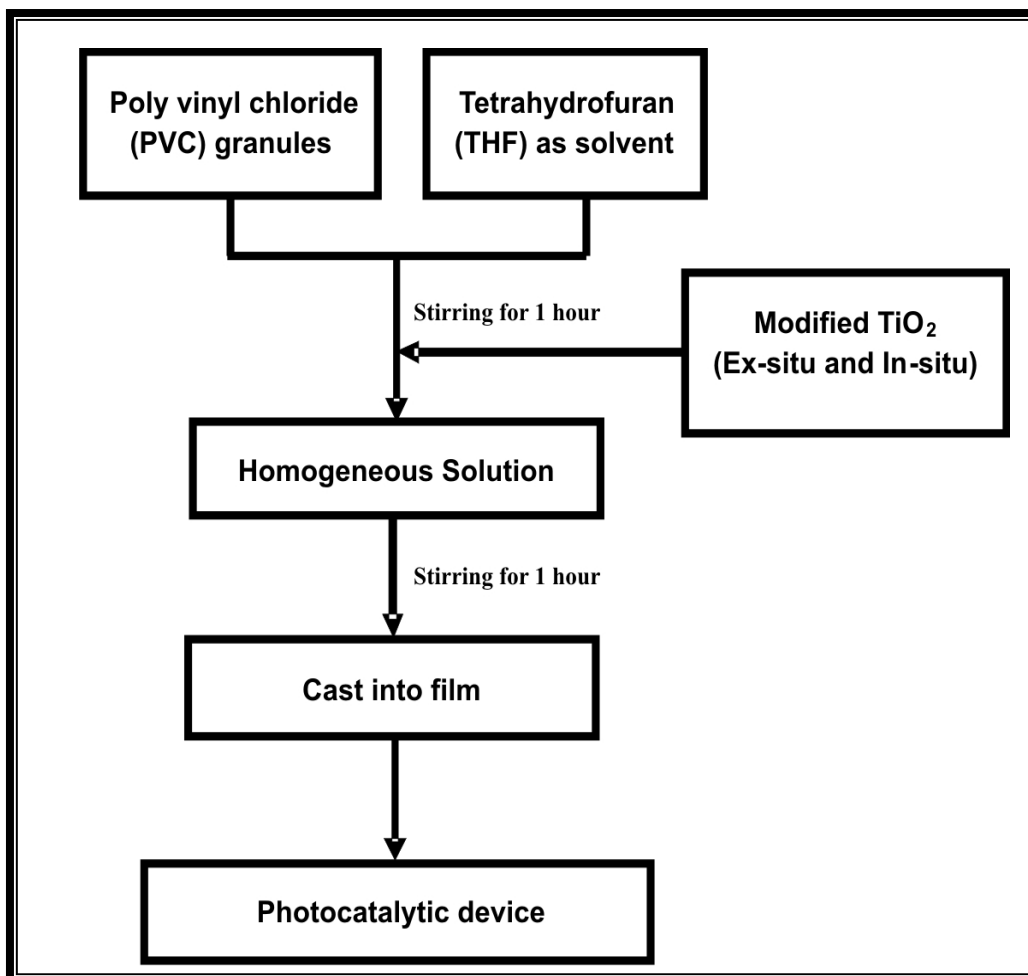 Poly vinyl chloride
(PVC) granules
Tetrahydrofuran
(THF) as solvent
Stirring for 1 hour
Modified TiO₂
(Ex-situ and In-situ)
Homogeneous Solution
Stirring for 1 hour
Cast into film
Photocatalytic device